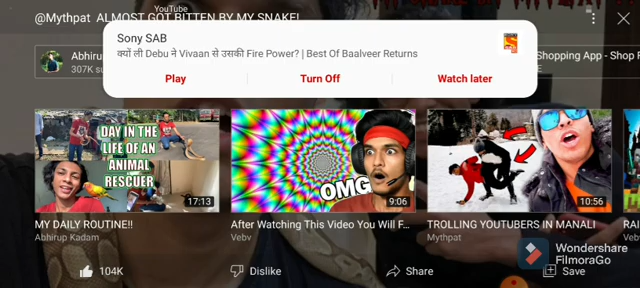 YouTube
@Mythpat ALMOST GOT BITTEN BY MY SNAKE!
Sony SAB
क्यों ली Debu ने Vivaan से उसकी Fire Power? | Best Of Baalveer Returns
Play
Turn Off
Watch later
Abhiru
307K su
Shopping App - Shop F
DAY IN THE
LIFE OF AN
ANIMAL
RESCUER
17:13
OMG
9:06
10:56
MY DAILY ROUTINE!!
Abhirup Kadam
After Watching This Video You Will F...
Vebv
TROLLING YOUTUBERS IN MANALI
Mythpat
RAI
Vebv
Wondershare
FilmoraGo
104K
Dislike
Share
Save